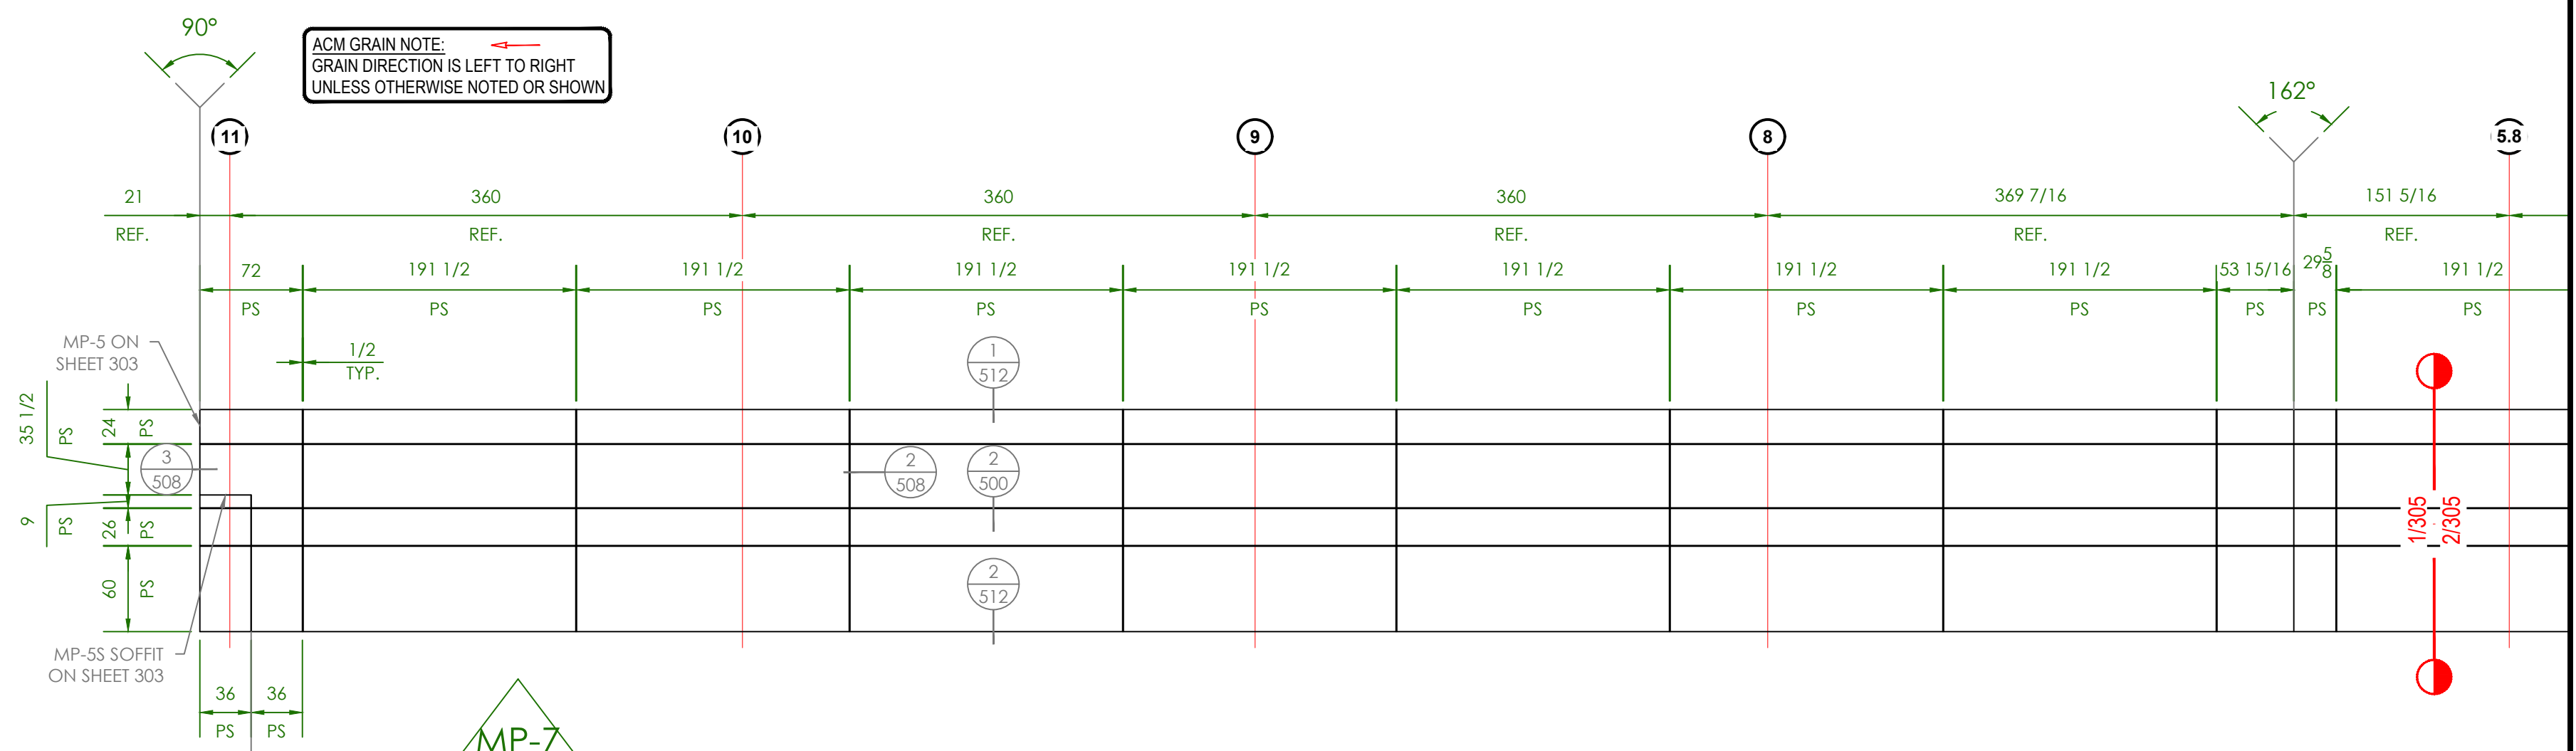 90°
ACM GRAIN NOTE:
GRAIN DIRECTION IS LEFT TO RIGHT
UNLESS OTHERWISE NOTED OR SHOWN
162°
11
10
9
8
5.8
21
REF.
360
REF.
360
REF.
360
REF.
369 7/16
REF.
151 5/16
REF.
72
PS
191 1/2
PS
191 1/2
PS
191 1/2
PS
191 1/2
PS
191 1/2
PS
191 1/2
PS
191 1/2
PS
53 15/16
PS
29 5/8
PS
191 1/2
PS
MP-5 ON
SHEET 303
1/2
TYP.
1
512
35 1/2
PS
24
PS
3
508
2
508
2
500
9
PS
26
PS
60
PS
2
512
1/305
2/305
MP-5S SOFFIT
ON SHEET 303
36
PS
36
PS
MP-7